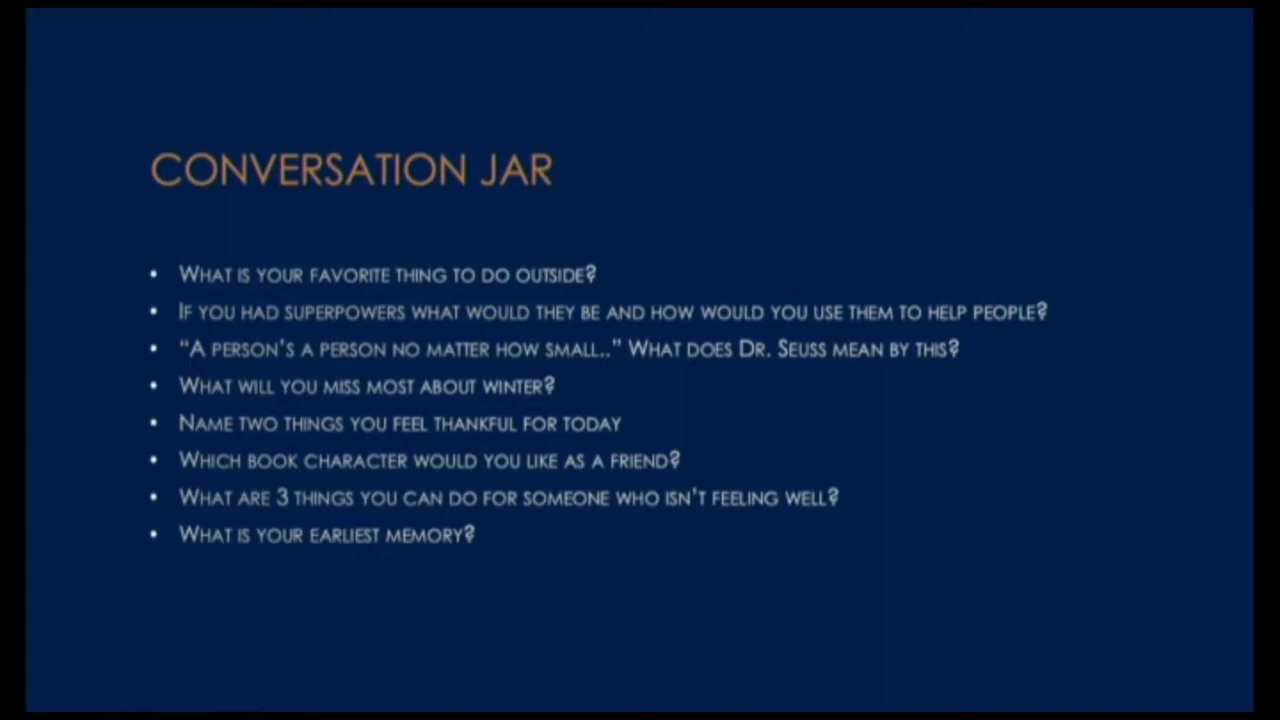 CONVERSATION JAR
• WHAT IS YOUR FAVORITE THING TO DO OUTSIDE?
• IF YOU HAD SUPERPOWERS WHAT WOULD THEY BE AND HOW WOULD YOU USE THEM TO HELP PEOPLE?
• "A PERSON'S A PERSON NO MATTER HOW SMALL.." WHAT DOES DR. SEUSS MEAN BY THIS?
• WHAT WILL YOU MISS MOST ABOUT WINTER?
• NAME TWO THINGS YOU FEEL THANKFUL FOR TODAY
• WHICH BOOK CHARACTER WOULD YOU LIKE AS A FRIEND?
• WHAT ARE 3 THINGS YOU CAN DO FOR SOMEONE WHO ISN'T FEELING WELL?
• WHAT IS YOUR EARLIEST MEMORY?